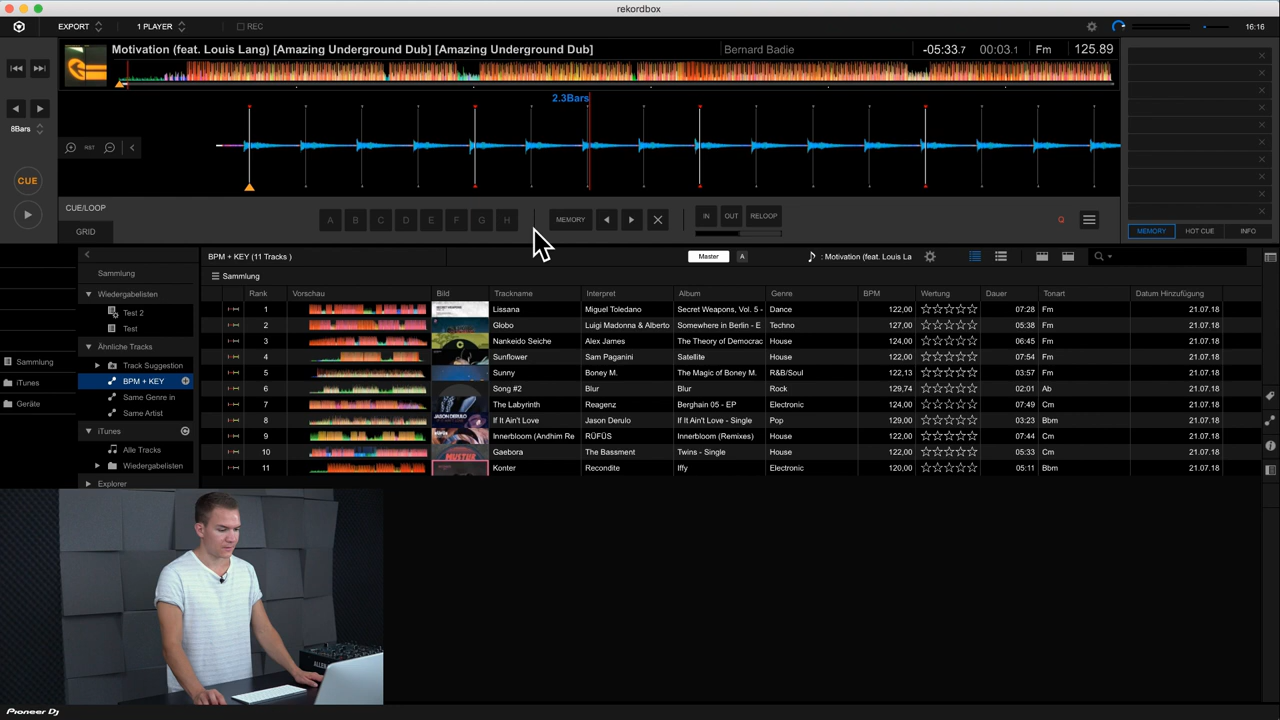 rekordbox
EXPORT 1 PLAYER REC 16:16
Motivation (feat. Louis Lang) [Amazing Underground Dub] [Amazing Underground Dub] Bernard Badie -05:33.7 00:03.1 Fm 125.89
2.3Bars
8Bars
RST
CUE
CUE/LOOP
A B C D E F G H MEMORY IN OUT RELOOP Q
GRID
MEMORY HOT CUE INFO
BPM + KEY (11 Tracks ) Master A : Motivation (feat. Louis La
Sammlung
Sammlung
Wiedergabelisten
Test 2
Test
Ähnliche Tracks
Track Suggestion
BPM + KEY
Same Genre in
Same Artist
iTunes
Alle Tracks
Wiedergabelisten
Explorer
Sammlung
iTunes
Geräte
Rank Vorschau Bild Trackname Interpret Album Genre BPM Wertung Dauer Tonart Datum Hinzufügung
1 Lissana Miguel Toledano Secret Weapons, Vol. 5 - Dance 122,00 07:28 Fm 21.07.18
2 Globo Luigi Madonna & Alberto Somewhere in Berlin - E Techno 127,00 05:38 Fm 21.07.18
3 Nankeido Seiche Alex James The Theory of Democrac House 124,00 06:45 Fm 21.07.18
4 Sunflower Sam Paganini Satellite House 122,00 07:54 Fm 21.07.18
5 Sunny Boney M. The Magic of Boney M. R&B/Soul 122,13 03:57 Fm 21.07.18
6 Song #2 Blur Blur Rock 129,74 02:01 Ab 21.07.18
7 The Labyrinth Reagenz Berghain 05 - EP Electronic 124,00 07:49 Cm 21.07.18
8 If It Ain't Love Jason Derulo If It Ain't Love - Single Pop 129,00 03:23 Bbm 21.07.18
9 Innerbloom (Andhim Re RÜFÜS Innerbloom (Remixes) House 122,00 07:44 Cm 21.07.18
10 Gaebora The Bassment Twins - Single House 122,00 05:33 Cm 21.07.18
11 Konter Recondite Iffy Electronic 120,00 05:11 Bbm 21.07.18
JASON DERULO
ALLEN
Pioneer Dj